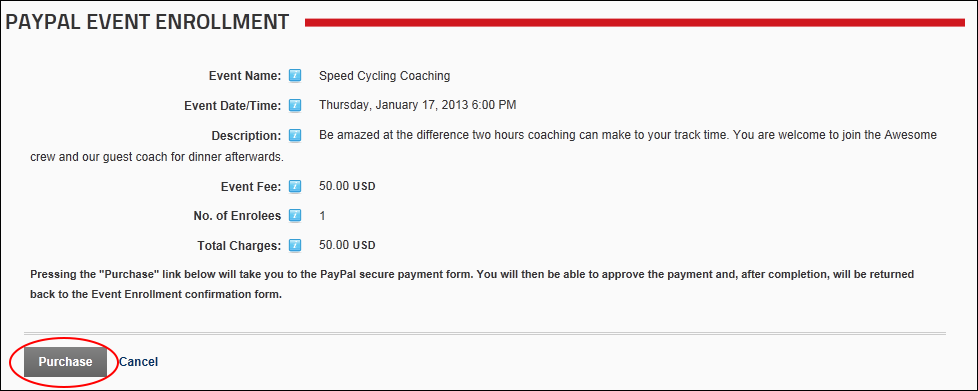 PAYPAL EVENT ENROLLMENT
Event Name: Speed Cycling Coaching
Event Date/Time: Thursday, January 17, 2013 6:00 PM
Description: Be amazed at the difference two hours coaching can make to your track time. You are welcome to join the Awesome
crew and our guest coach for dinner afterwards.
Event Fee: 50.00 USD
No. of Enrolees 1
Total Charges: 50.00 USD
Pressing the "Purchase" link below will take you to the PayPal secure payment form. You will then be able to approve the payment and, after completion, will be returned
back to the Event Enrollment confirmation form.
Purchase Cancel